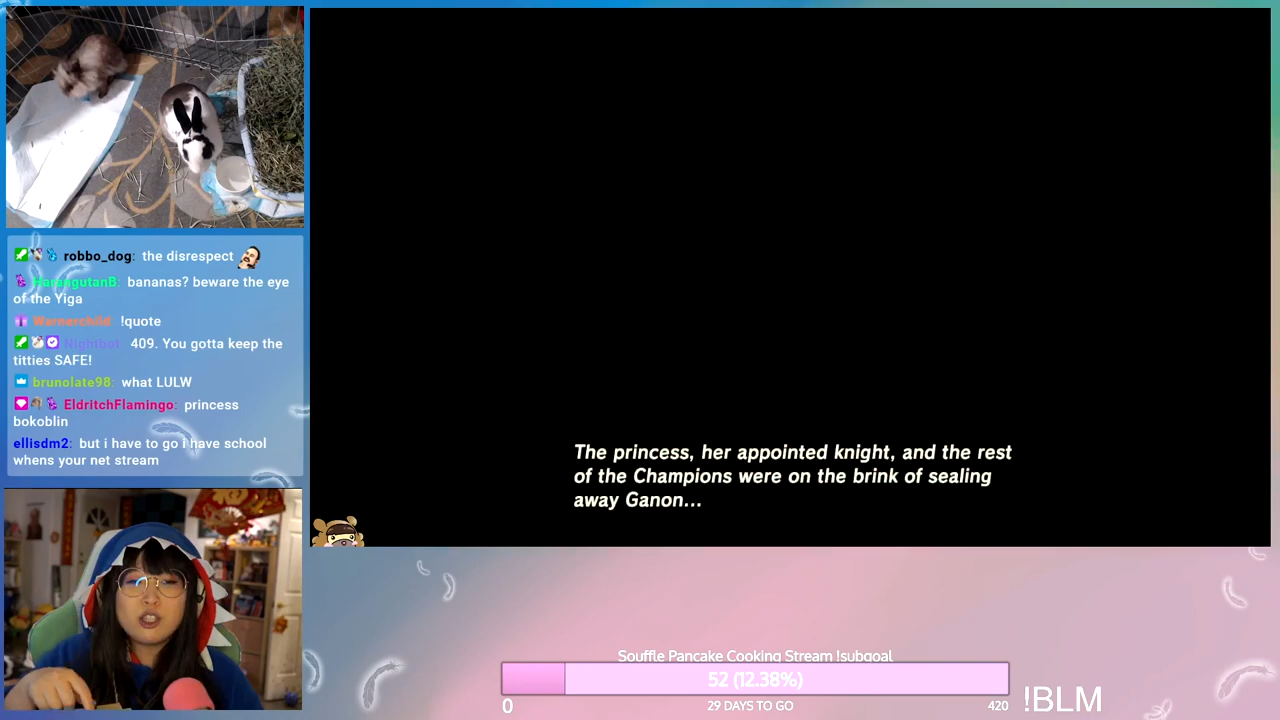 robbo_dog: the disrespect
HarangutanB: bananas? beware the eye
of the Yiga
Warnerchild !quote
Nightbot: 409. You gotta keep the
titties SAFE!
brunolate98: what LULW
EldritchFlamingo: princess
bokoblin
ellisdm2: but i have to go i have school
whens your net stream
The princess, her appointed knight, and the rest
of the Champions were on the brink of sealing
away Ganon...
Souffle Pancake Cooking Stream !subgoal
52 (12.38%)
0 29 DAYS TO GO 420
!BLM